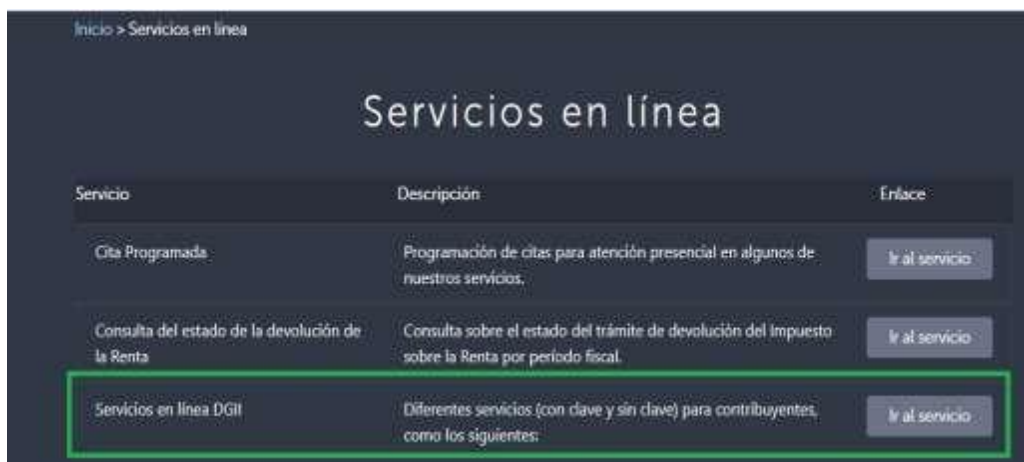 Inicio > Servicios en línea
Servicios en línea
Servicio Descripción Enlace
Cita Programada Programación de citas para atención presencial en algunos de Ir al servicio
nuestros servicios.
Consulta del estado de la devolución de Consulta sobre el estado del trámite de devolución del Impuesto Ir al servicio
la Renta sobre la Renta por período fiscal.
Servicios en línea DGII Diferentes servicios (con clave y sin clave) para contribuyentes, Ir al servicio
como los siguientes: